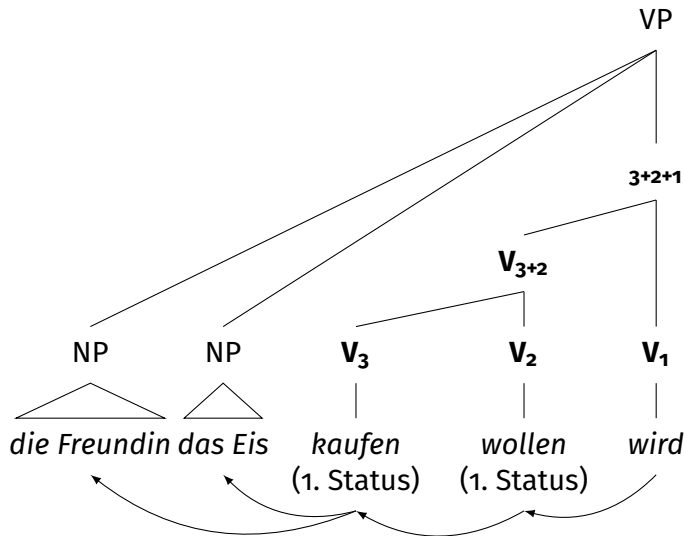 VP
3+2+1
V3+2
NP NP V3 V2 V1
die Freundin das Eis kaufen wollen wird
(1. Status) (1. Status)